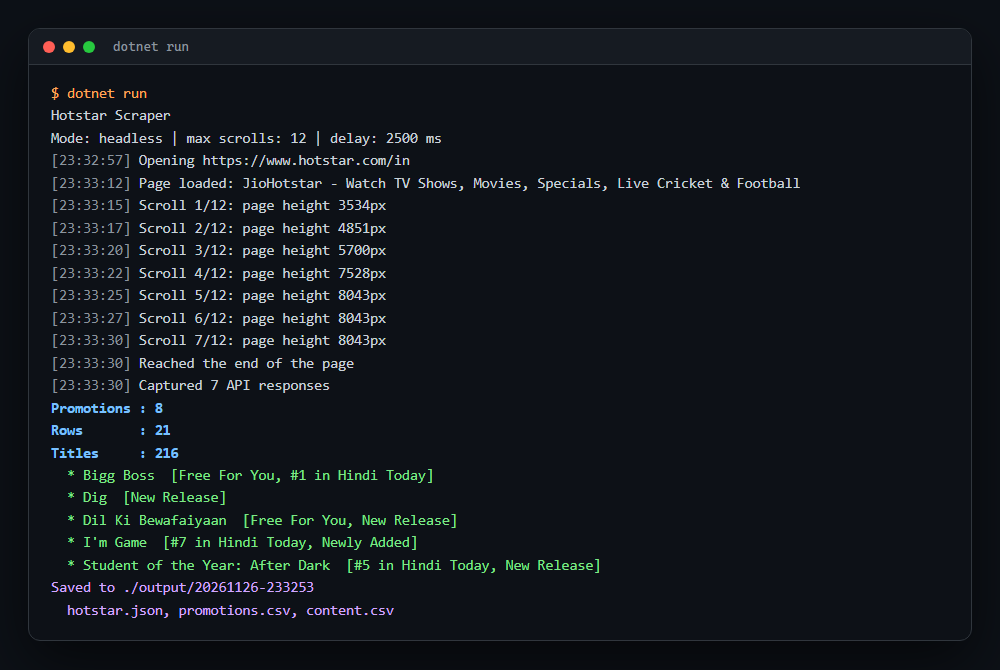 dotnet run
$ dotnet run
Hotstar Scraper
Mode: headless | max scrolls: 12 | delay: 2500 ms
[23:32:57] Opening https://www.hotstar.com/in
[23:33:12] Page loaded: JioHotstar - Watch TV Shows, Movies, Specials, Live Cricket & Football
[23:33:15] Scroll 1/12: page height 3534px
[23:33:17] Scroll 2/12: page height 4851px
[23:33:20] Scroll 3/12: page height 5700px
[23:33:22] Scroll 4/12: page height 7528px
[23:33:25] Scroll 5/12: page height 8043px
[23:33:27] Scroll 6/12: page height 8043px
[23:33:30] Scroll 7/12: page height 8043px
[23:33:30] Reached the end of the page
[23:33:30] Captured 7 API responses
Promotions : 8
Rows       : 21
Titles     : 216
  * Bigg Boss  [Free For You, #1 in Hindi Today]
  * Dig  [New Release]
  * Dil Ki Bewafaiyaan  [Free For You, New Release]
  * I'm Game  [#7 in Hindi Today, Newly Added]
  * Student of the Year: After Dark  [#5 in Hindi Today, New Release]
Saved to ./output/20261126-233253
  hotstar.json, promotions.csv, content.csv